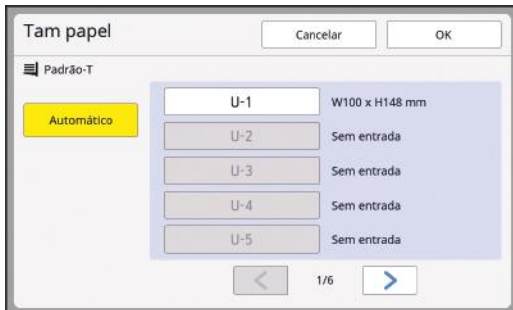 Tam papel
Cancelar
OK
Padrão-T
Automático
U-1 W100 x H148 mm
U-2 Sem entrada
U-3 Sem entrada
U-4 Sem entrada
U-5 Sem entrada
< 1/6 >